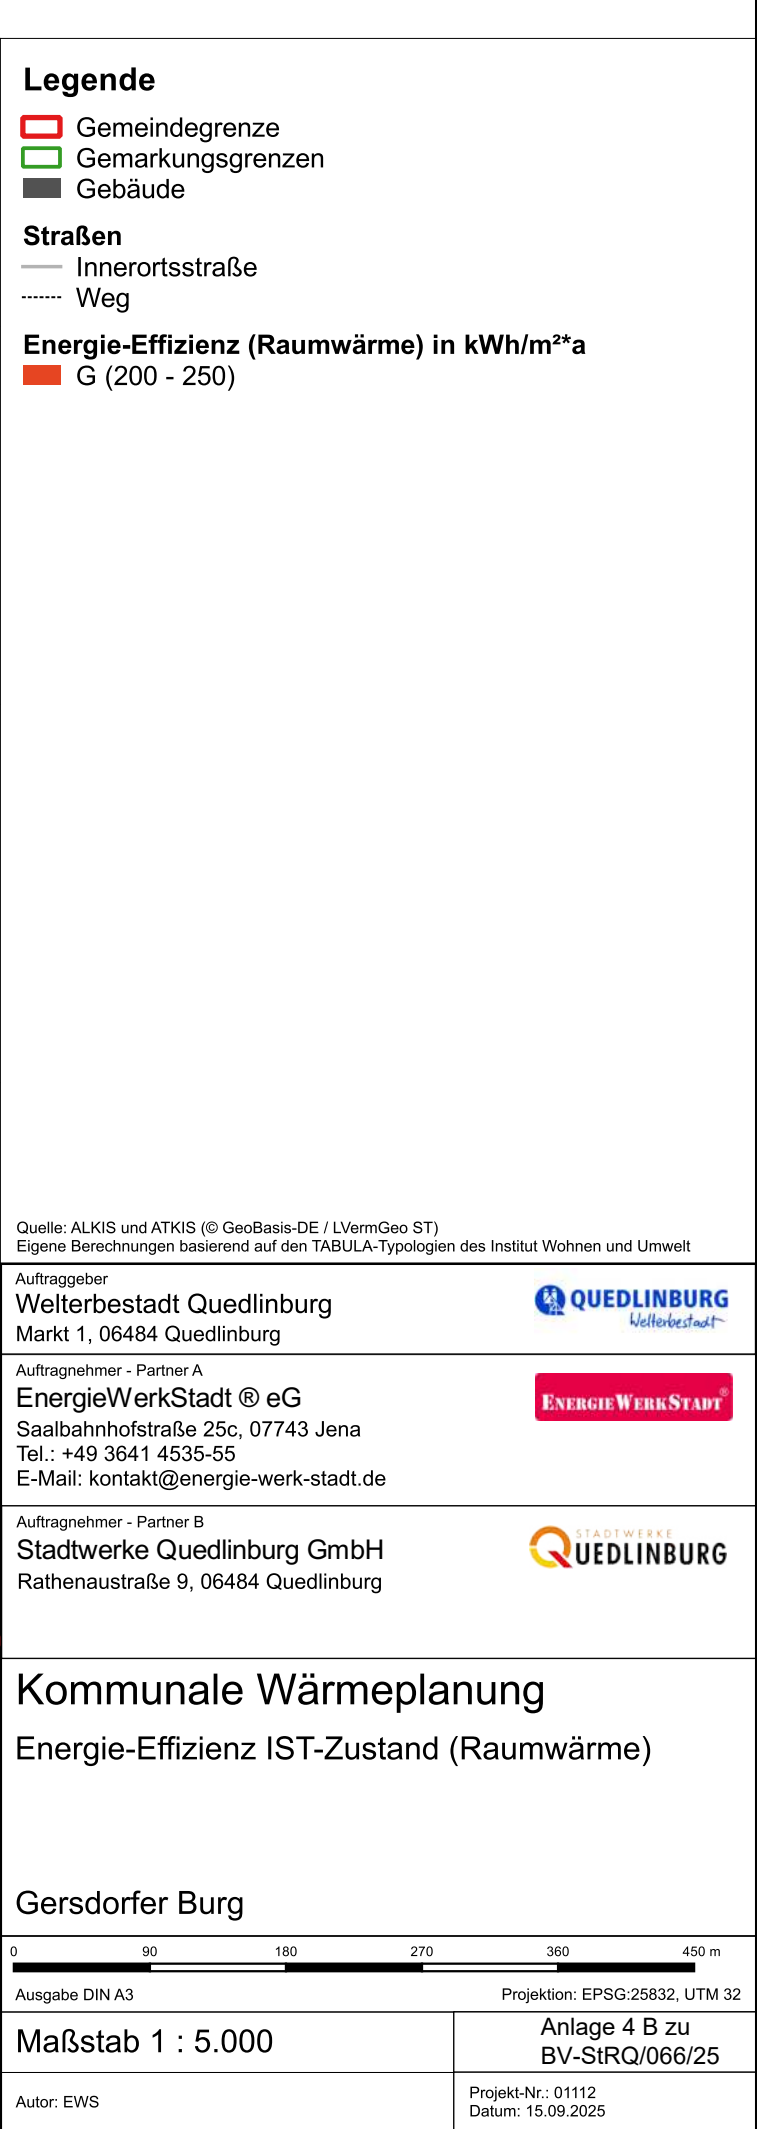 Legende
Gemeindegrenze
Gemarkungsgrenzen
Gebäude
Straßen
Innerortsstraße
Weg
Energie-Effizienz (Raumwärme) in kWh/m²*a
G (200 - 250)
Quelle: ALKIS und ATKIS (© GeoBasis-DE / LVermGeo ST)
Eigene Berechnungen basierend auf den TABULA-Typologien des Institut Wohnen und Umwelt
Auftraggeber
Welterbestadt Quedlinburg
Markt 1, 06484 Quedlinburg
QUEDLINBURG
Welterbestadt
Auftragnehmer - Partner A
EnergieWerkStadt ® eG
Saalbahnhofstraße 25c, 07743 Jena
Tel.: +49 3641 4535-55
E-Mail: kontakt@energie-werk-stadt.de
ENERGIEWERKSTADT®
Auftragnehmer - Partner B
Stadtwerke Quedlinburg GmbH
Rathenaustraße 9, 06484 Quedlinburg
STADTWERKE
QUEDLINBURG
Kommunale Wärmeplanung
Energie-Effizienz IST-Zustand (Raumwärme)
Gersdorfer Burg
0 90 180 270 360 450 m
Ausgabe DIN A3 Projektion: EPSG:25832, UTM 32
Maßstab 1 : 5.000
Anlage 4 B zu
BV-StRQ/066/25
Autor: EWS
Projekt-Nr.: 01112
Datum: 15.09.2025